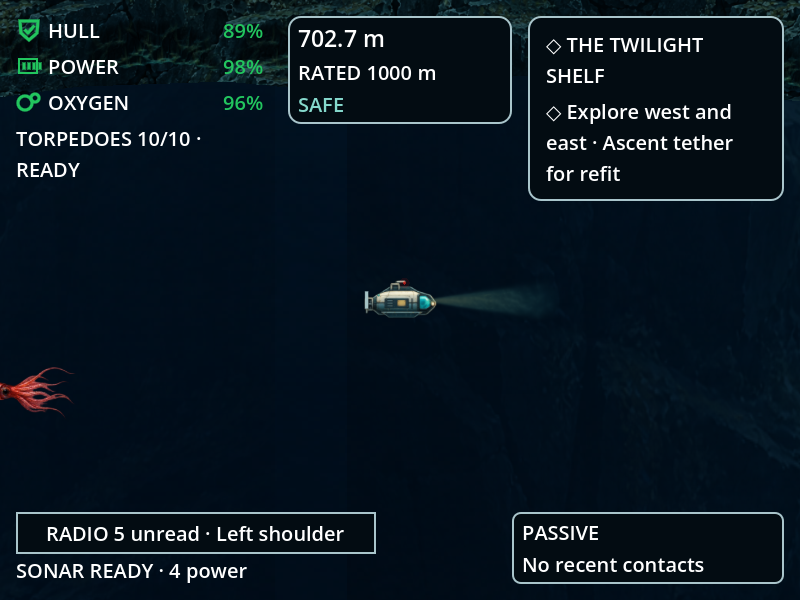 HULL 89%
POWER 98%
OXYGEN 96%
TORPEDOES 10/10 ·
READY
702.7 m
RATED 1000 m
SAFE
◇ THE TWILIGHT
SHELF
◇ Explore west and
east · Ascent tether
for refit
RADIO 5 unread · Left shoulder
SONAR READY · 4 power
PASSIVE
No recent contacts